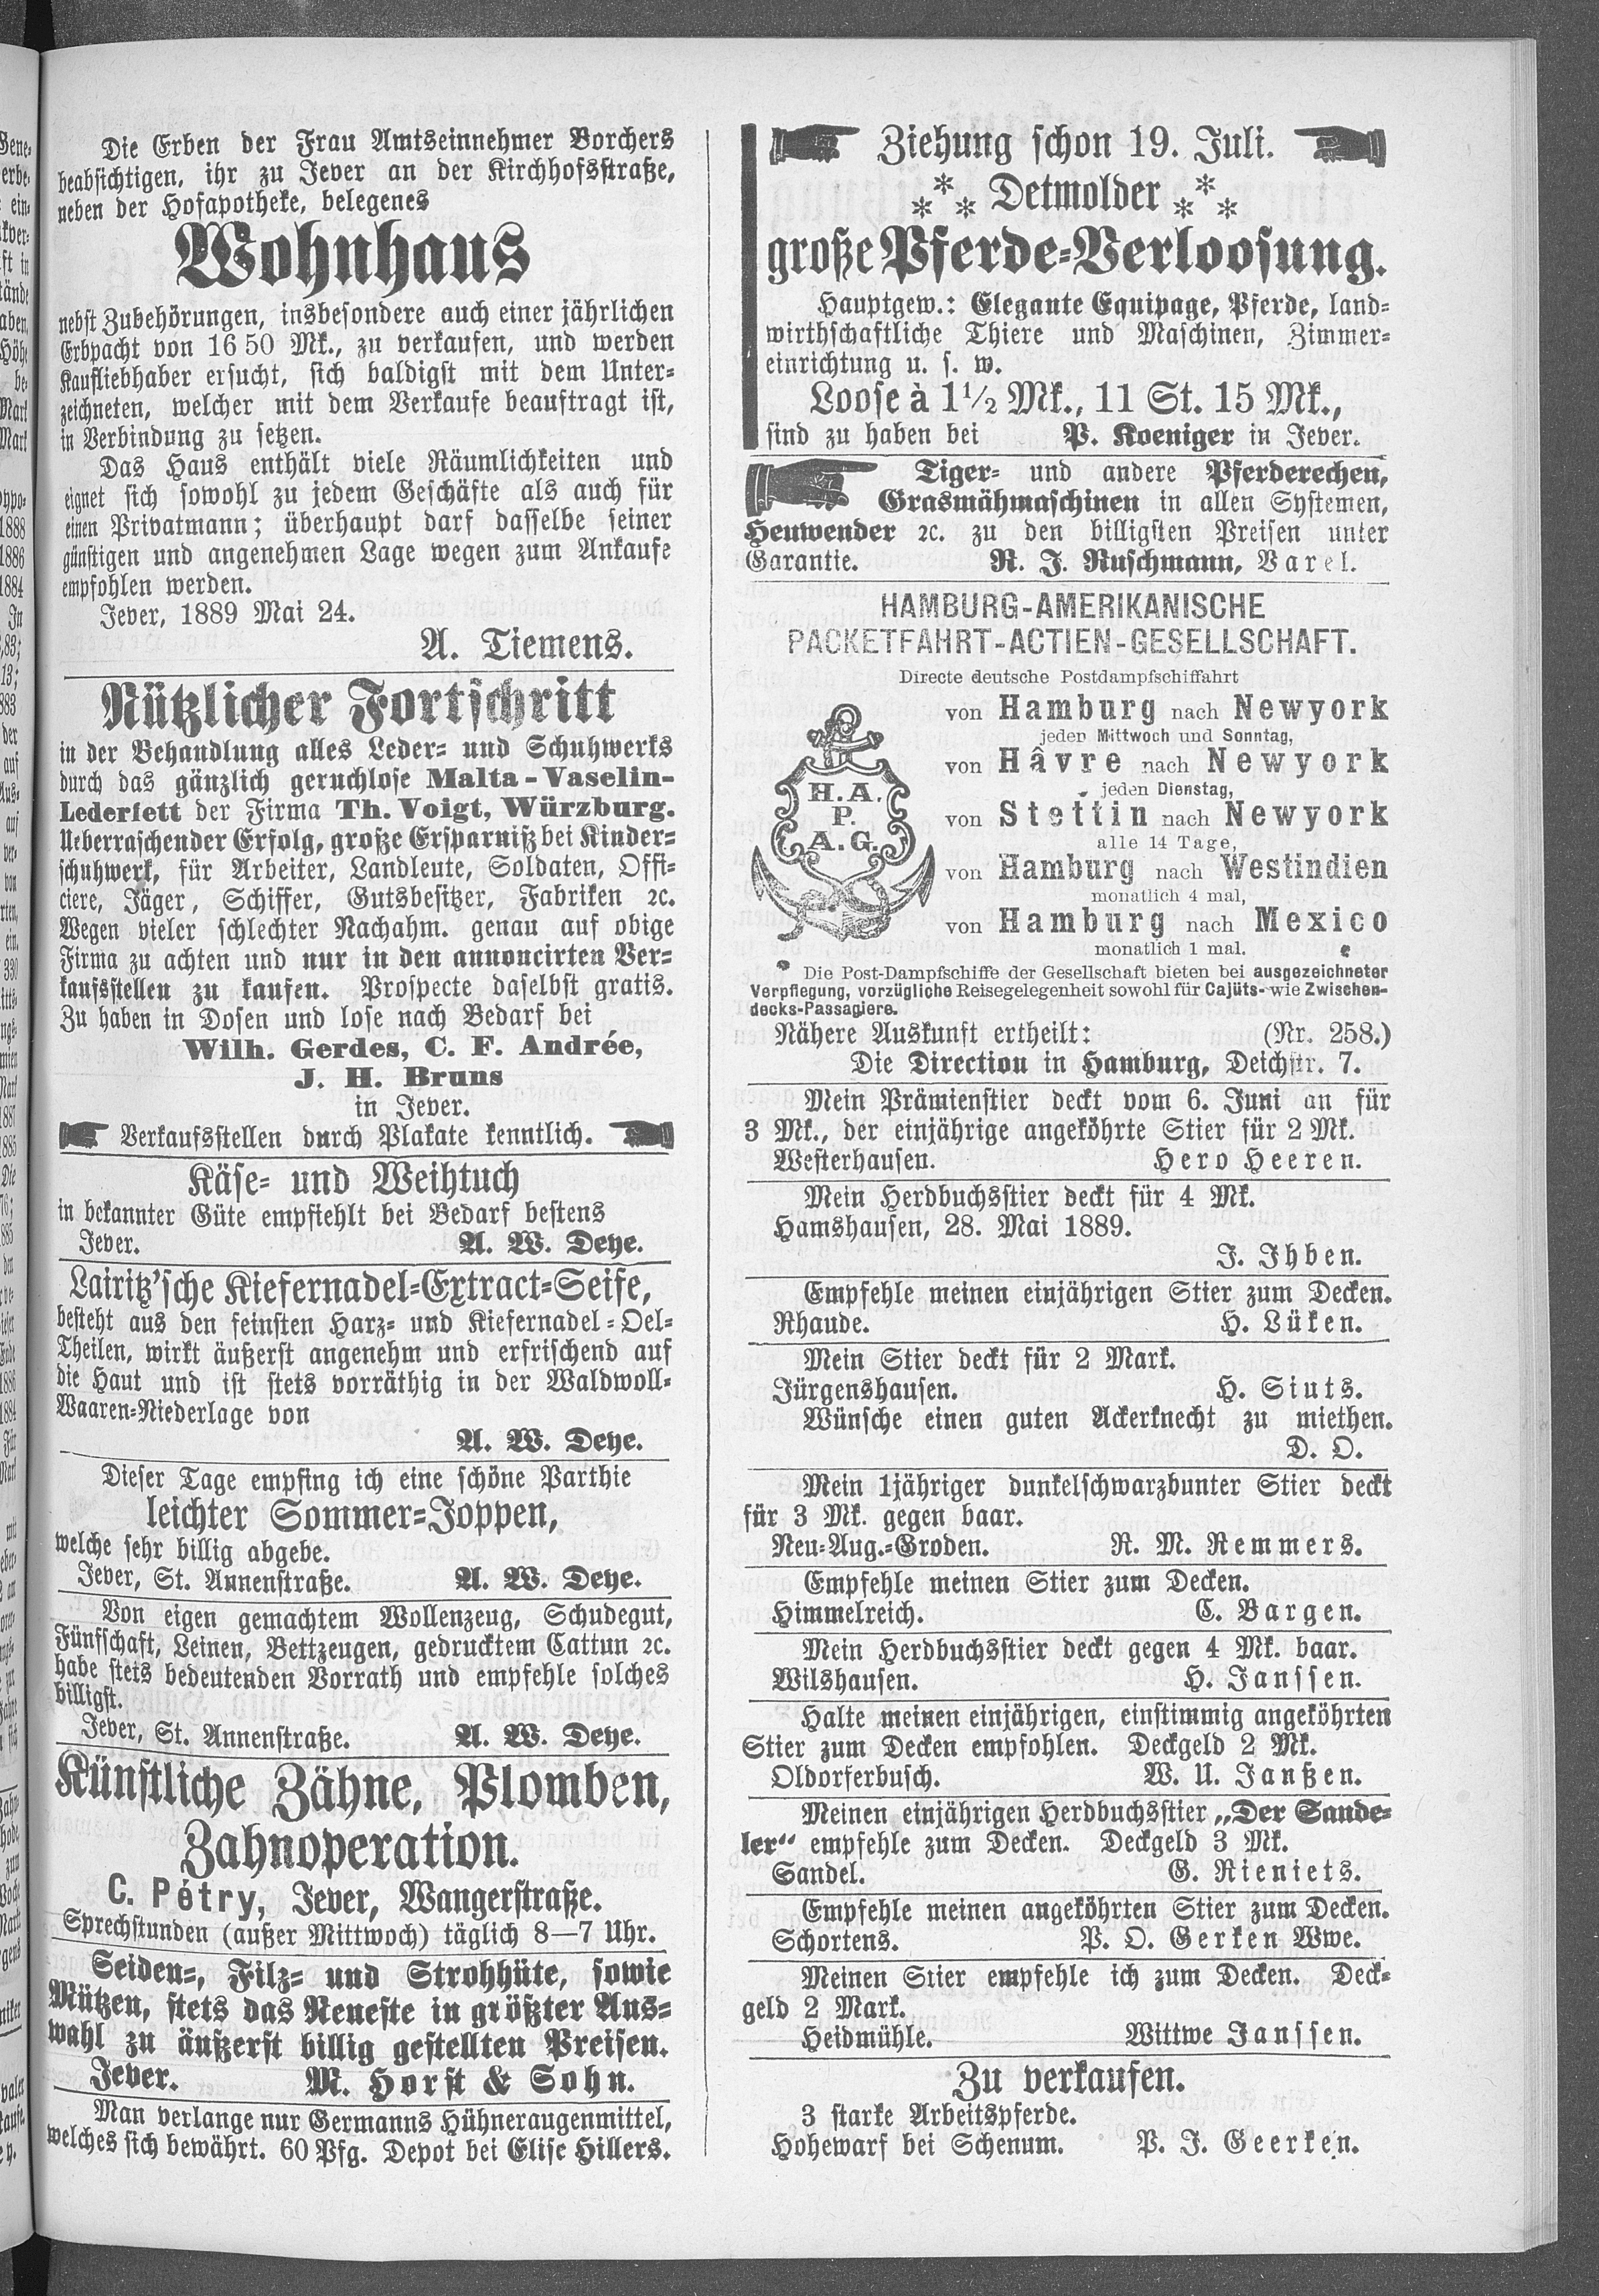 Die Erben der Frau Amtseinnehmer Borchers
beabsichtigen, ihr zu Jever an der Kirchhofsstraße,
neben der Hofapotheke, belegenes
Wohnhaus
nebst Zubehörungen, insbesondere auch einer jährlichen
Erbpacht von 16 50 Mk., zu verkaufen, und werden
Kaufliebhaber ersucht, sich baldigst mit dem Unter-
zeichneten, welcher mit dem Verkaufe beauftragt ist,
in Verbindung zu setzen.
Das Haus enthält viele Räumlichkeiten und
eignet sich sowohl zu jedem Geschäfte als auch für
einen Privatmann; überhaupt darf dasselbe seiner
günstigen und angenehmen Lage wegen zum Ankaufe
empfohlen werden.
Jever, 1889 Mai 24.
A. Tiemens.
Nützlicher Fortschritt
in der Behandlung alles Leder- und Schuhwerks
durch das gänzlich geruchlose Malta-Vaselin-
Lederfett der Firma Th. Voigt, Würzburg.
Ueberraschender Erfolg, große Ersparniß bei Kinder-
schuhwerk, für Arbeiter, Landleute, Soldaten, Offi-
ciere, Jäger, Schiffer, Gutsbesitzer, Fabriken ꝛc.
Wegen vieler schlechter Nachahm. genau auf obige
Firma zu achten und nur in den annoncirten Ver-
kaufsstellen zu kaufen. Prospecte daselbst gratis.
Zu haben in Dosen und lose nach Bedarf bei
Wilh. Gerdes, C. F. Andrée,
J. H. Bruns
in Jever.
Verkaufsstellen durch Plakate kenntlich.
Käse- und Weihtuch
in bekannter Güte empfiehlt bei Bedarf bestens
Jever. A. W. Deye.
Lairitz'sche Kiefernadel-Extract-Seife,
besteht aus den feinsten Harz- und Kiefernadel-Oel-
Theilen, wirkt äußerst angenehm und erfrischend auf
die Haut und ist stets vorräthig in der Waldwoll-
Waaren-Niederlage von
A. W. Deye.
Dieser Tage empfing ich eine schöne Parthie
leichter Sommer-Joppen,
welche sehr billig abgebe.
Jever, St. Annenstraße. A. W. Deye.
Von eigen gemachtem Wollenzeug, Schudegut,
Fünfschaft, Leinen, Bettzeugen, gedrucktem Cattun ꝛc.
habe stets bedeutenden Vorrath und empfehle solches
billigst.
Jever, St. Annenstraße. A. W. Deye.
Künstliche Zähne, Plomben,
Zahnoperation.
C. Pétry, Jever, Wangerstraße.
Sprechstunden (außer Mittwoch) täglich 8—7 Uhr.
Seiden-, Filz- und Strohhüte, sowie
Mützen, stets das Neueste in größter Aus-
wahl zu äußerst billig gestellten Preisen.
Jever. M. Horst & Sohn.
Man verlange nur Germanns Hühneraugenmittel,
welches sich bewährt. 60 Pfg. Depot bei Elise Hillers.
Ziehung schon 19. Juli.
Detmolder
große Pferde-Verloosung.
Hauptgew.: Elegante Equipage, Pferde, land-
wirthschaftliche Thiere und Maschinen, Zimmer-
einrichtung u. s. w.
Loose à 1½ Mk., 11 St. 15 Mk.,
sind zu haben bei P. Koeniger in Jever.
Tiger- und andere Pferderechen,
Grasmähmaschinen in allen Systemen,
Heuwender ꝛc. zu den billigsten Preisen unter
Garantie. R. J. Ruschmann, Varel.
HAMBURG-AMERIKANISCHE
PACKETFAHRT-ACTIEN-GESELLSCHAFT.
Directe deutsche Postdampfschiffahrt
von Hamburg nach Newyork
jeden Mittwoch und Sonntag,
von Hâvre nach Newyork
jeden Dienstag,
von Stettin nach Newyork
alle 14 Tage,
von Hamburg nach Westindien
monatlich 4 mal,
von Hamburg nach Mexico
monatlich 1 mal.
H. A.
P.
A. G.
Die Post-Dampfschiffe der Gesellschaft bieten bei ausgezeichneter
Verpflegung, vorzügliche Reisegelegenheit sowohl für Cajüts- wie Zwischen-
decks-Passagiere.
Nähere Auskunft ertheilt: (Nr. 258.)
Die Direction in Hamburg, Deichstr. 7.
Mein Prämienstier deckt vom 6. Juni an für
3 Mk., der einjährige angeköhrte Stier für 2 Mk.
Westerhausen. Hero Heeren.
Mein Herdbuchsstier deckt für 4 Mk.
Hamshausen, 28. Mai 1889.
J. Ihben.
Empfehle meinen einjährigen Stier zum Decken.
Rhaude. H. Lüken.
Mein Stier deckt für 2 Mark.
Jürgenshausen. H. Siuts.
Wünsche einen guten Ackerknecht zu miethen.
D. O.
Mein 1jähriger dunkelschwarzbunter Stier deckt
für 3 Mk. gegen baar.
Neu-Aug.-Groden. R. M. Remmers.
Empfehle meinen Stier zum Decken.
Himmelreich. C. Bargen.
Mein Herdbuchsstier deckt gegen 4 Mk. baar.
Wilshausen. H. Janssen.
Halte meinen einjährigen, einstimmig angeköhrten
Stier zum Decken empfohlen. Deckgeld 2 Mk.
Oldorferbusch. W. U. Janßen.
Meinen einjährigen Herdbuchsstier „Der Sande-
ler“ empfehle zum Decken. Deckgeld 3 Mk.
Sandel. G. Rieniets.
Empfehle meinen angeköhrten Stier zum Decken.
Schortens. P. O. Gerken Wwe.
Meinen Stier empfehle ich zum Decken. Deck-
geld 2 Mark.
Heidmühle. Wittwe Janssen.
Zu verkaufen.
3 starke Arbeitspferde.
Hohewarf bei Schenum. P. J. Geerken.